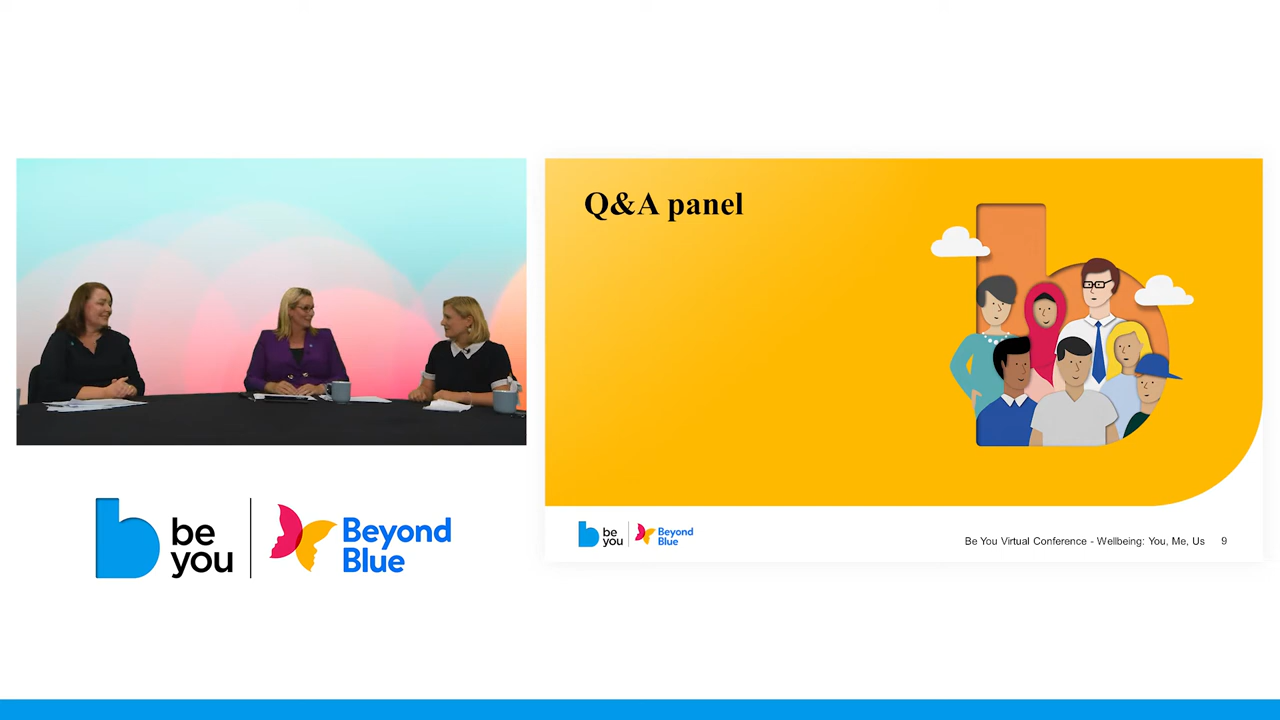 Q&A panel
be
you
Beyond
Blue
be
you
Beyond
Blue
Be You Virtual Conference - Wellbeing: You, Me, Us 9